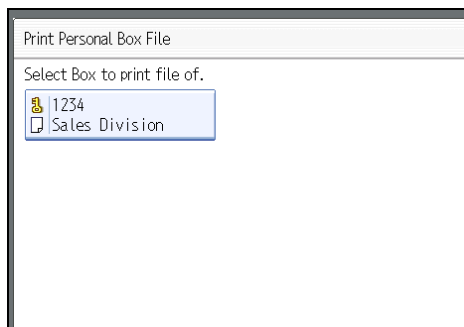 Print Personal Box File
Select Box to print file of.
1234
Sales Division